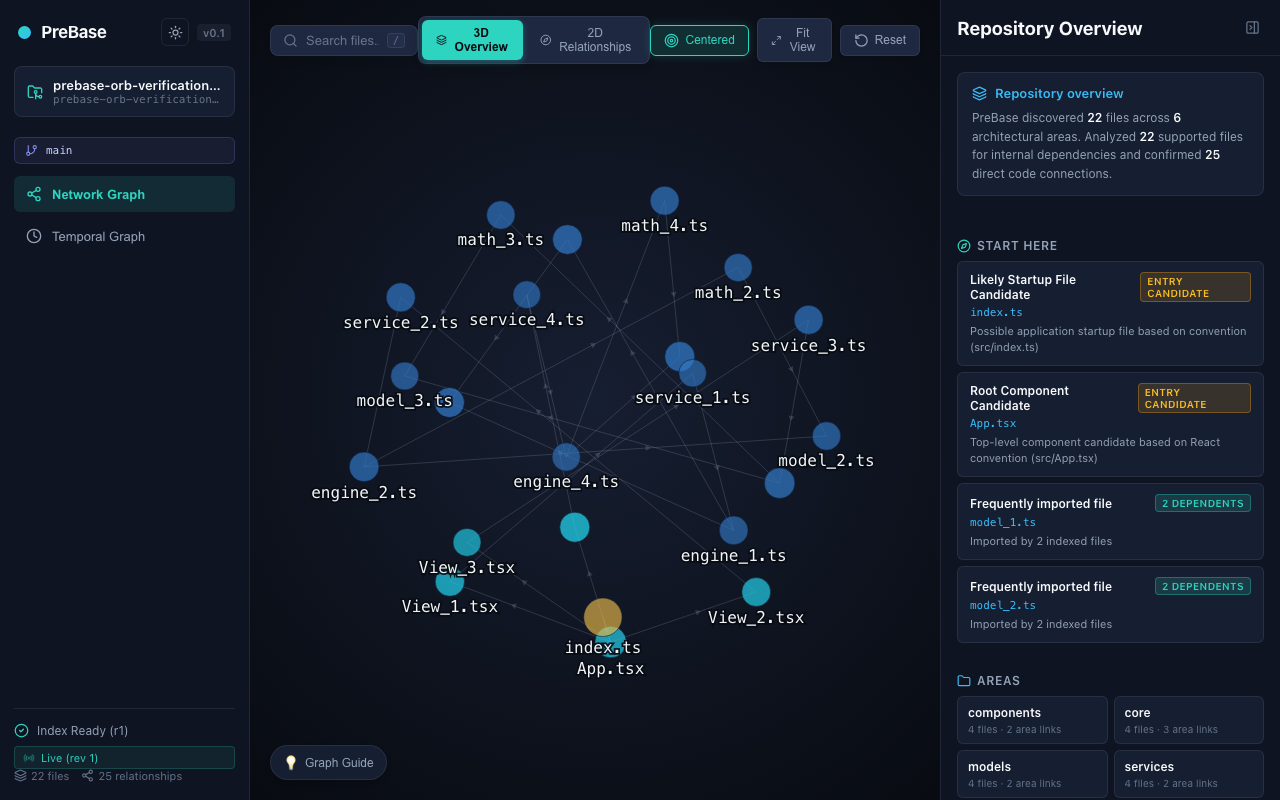 PreBase
v0.1
prebase-orb-verification...
prebase-orb-verification…
main
Network Graph
Temporal Graph
Index Ready (r1)
Live (rev 1)
22 files
25 relationships
Search files.
/
3D
Overview
2D
Relationships
Centered
Fit
View
Reset
math_3.ts
math_4.ts
math_2.ts
service_2.ts
service_4.ts
service_3.ts
model_3.ts
service_1.ts
model_2.ts
engine_2.ts
engine_4.ts
engine_1.ts
View_3.tsx
View_1.tsx
View_2.tsx
index.ts
App.tsx
Graph Guide
Repository Overview
Repository overview
PreBase discovered 22 files across 6
architectural areas. Analyzed 22 supported files
for internal dependencies and confirmed 25
direct code connections.
START HERE
Likely Startup File
Candidate
ENTRY
CANDIDATE
index.ts
Possible application startup file based on convention
(src/index.ts)
Root Component
Candidate
ENTRY
CANDIDATE
App.tsx
Top-level component candidate based on React
convention (src/App.tsx)
Frequently imported file
2 DEPENDENTS
model_1.ts
Imported by 2 indexed files
Frequently imported file
2 DEPENDENTS
model_2.ts
Imported by 2 indexed files
AREAS
components
4 files · 2 area links
core
4 files · 3 area links
models
4 files · 2 area links
services
4 files · 2 area links